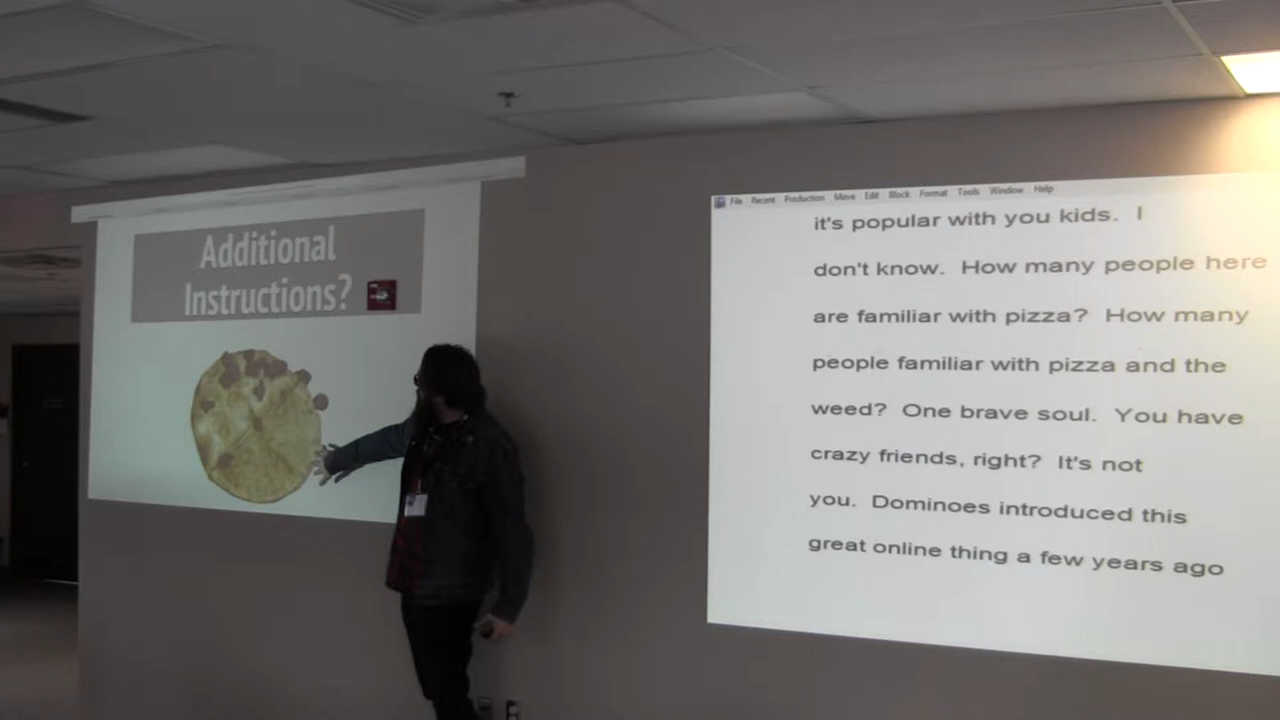 Additional
Instructions?
File Recent Production Move Edit Block Format Tools Window Help
it's popular with you kids. I
don't know. How many people here
are familiar with pizza? How many
people familiar with pizza and the
weed? One brave soul. You have
crazy friends, right? It's not
you. Dominoes introduced this
great online thing a few years ago